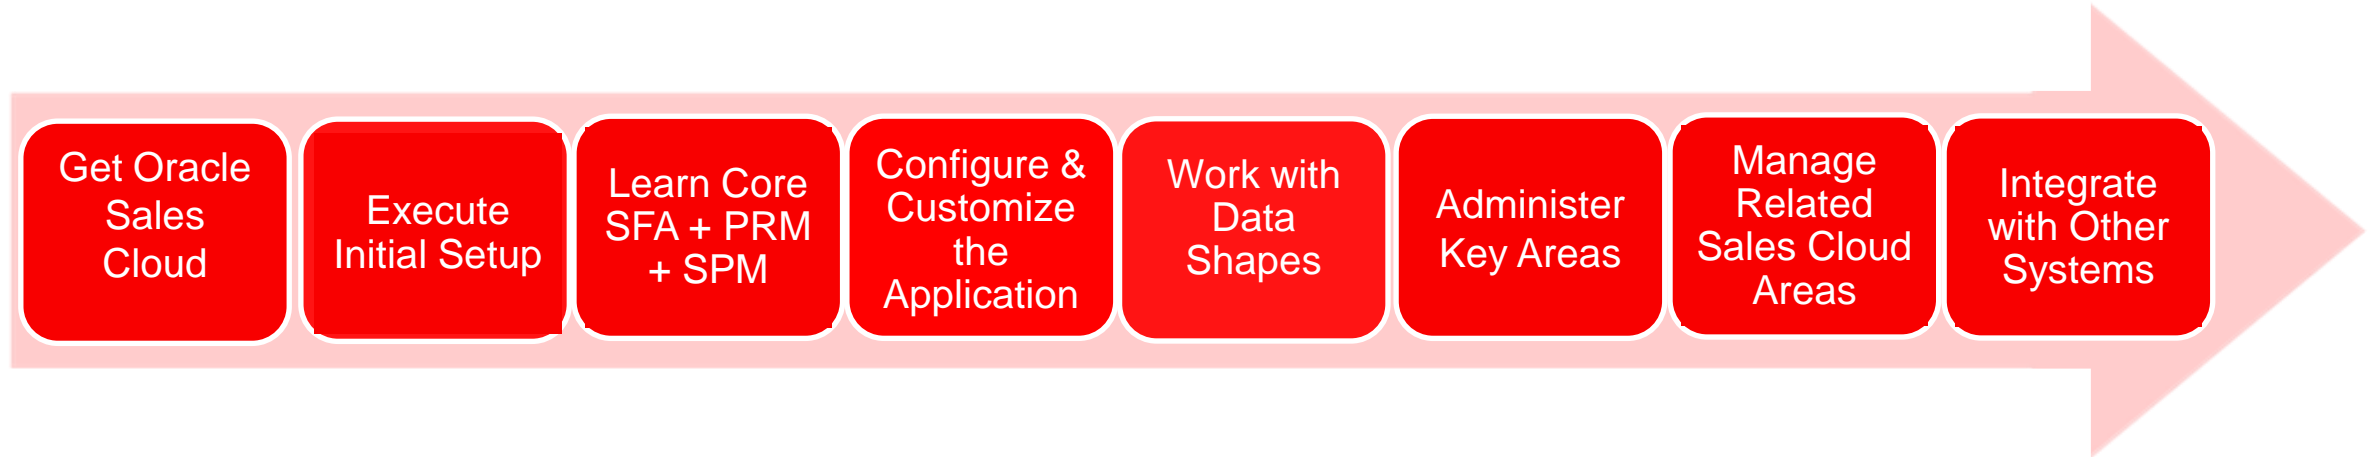 Get Oracle
Sales
Cloud
Execute
Initial Setup
Learn Core
SFA + PRM
+ SPM
Configure &
Customize
the
Application
Work with
Data
Shapes
Administer
Key Areas
Manage
Related
Sales Cloud
Areas
Integrate
with Other
Systems